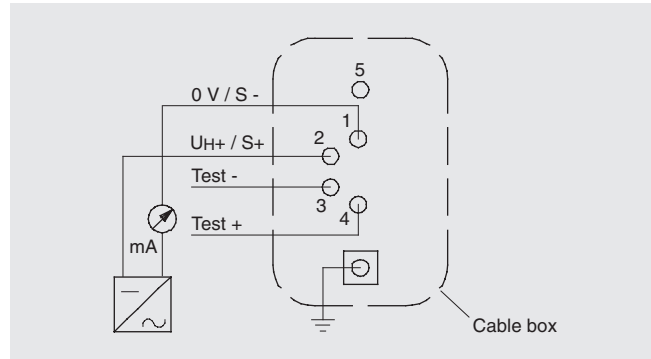 5
0 V / S -
1
UH+ / S+
2
Test -
3
Test +
4
mA
Cable box